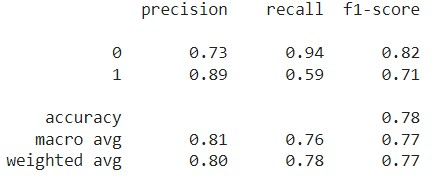 precision recall f1-score
0 0.73 0.94 0.82
1 0.89 0.59 0.71
accuracy 0.78
macro avg 0.81 0.76 0.77
weighted avg 0.80 0.78 0.77